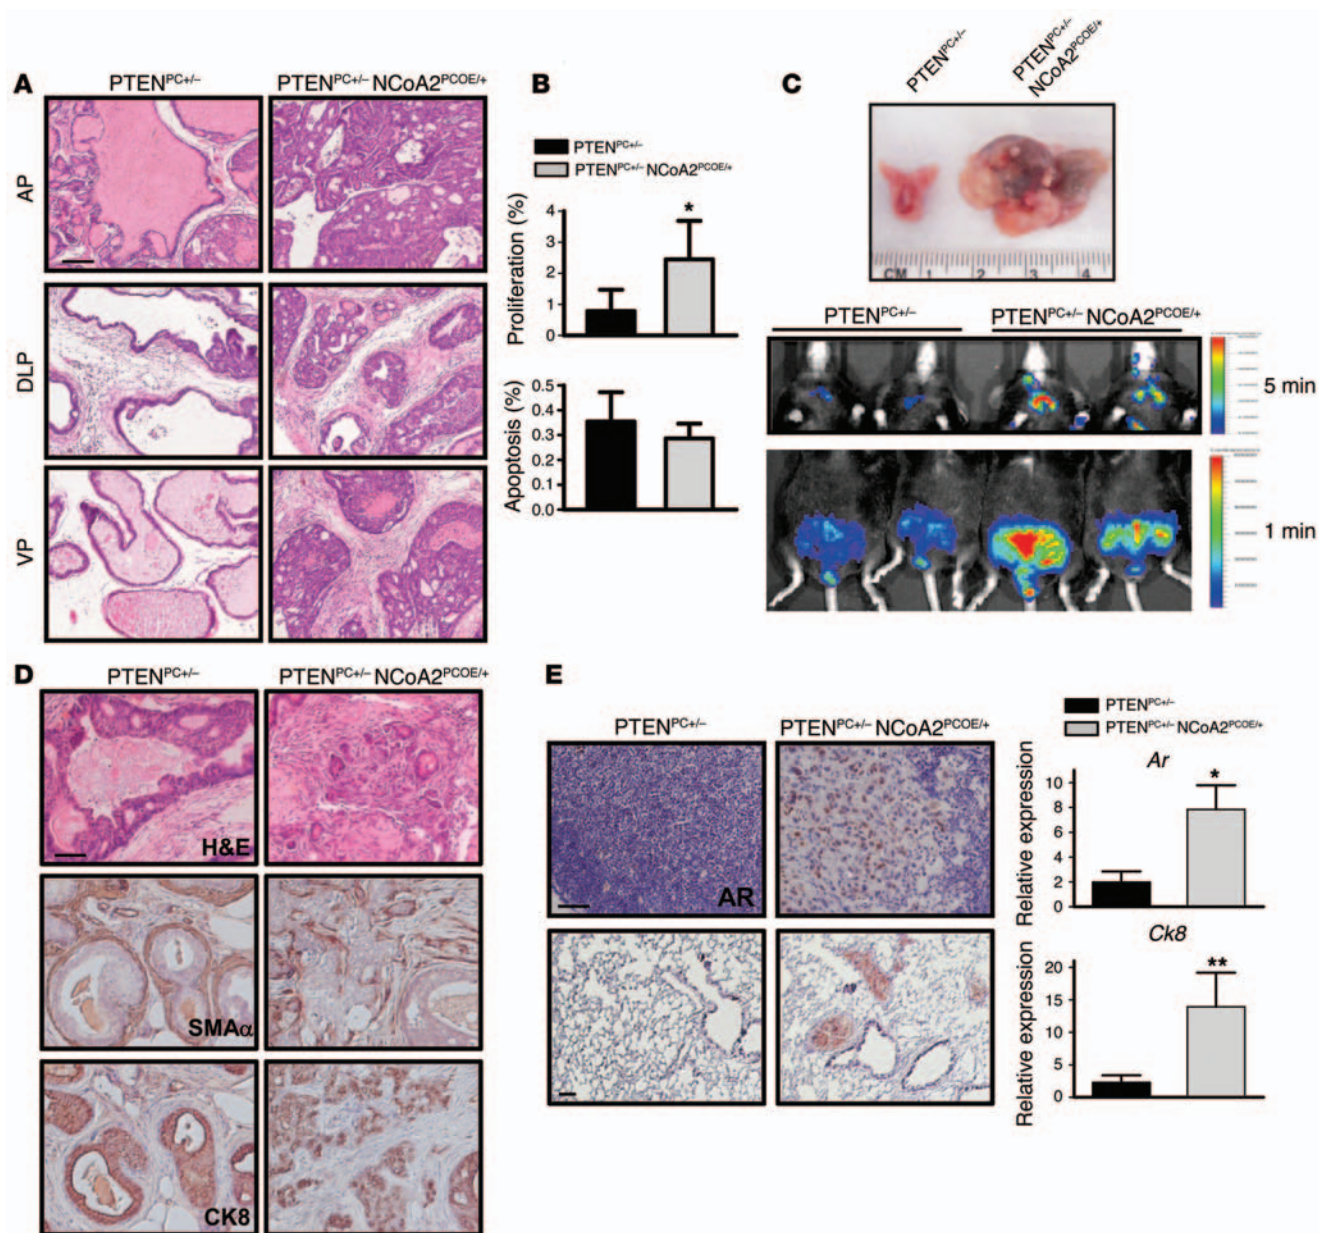 A
PTEN^PC+/–
PTEN^PC+/– NCoA2^PCOE/+
AP
DLP
VP
B
PTEN^PC+/–
PTEN^PC+/– NCoA2^PCOE/+
Proliferation (%)
4
3
2
1
0
*
Apoptosis (%)
0.5
0.4
0.3
0.2
0.1
0.0
C
PTEN^PC+/–
PTEN^PC+/–
NCoA2^PCOE/+
CM 1 2 3 4
PTEN^PC+/–
PTEN^PC+/– NCoA2^PCOE/+
5 min
1 min
D
PTEN^PC+/–
PTEN^PC+/– NCoA2^PCOE/+
H&E
SMAα
CK8
E
PTEN^PC+/–
PTEN^PC+/– NCoA2^PCOE/+
AR
PTEN^PC+/–
PTEN^PC+/– NCoA2^PCOE/+
Ar
Relative expression
10
8
6
4
2
0
*
Ck8
Relative expression
20
15
10
5
0
**